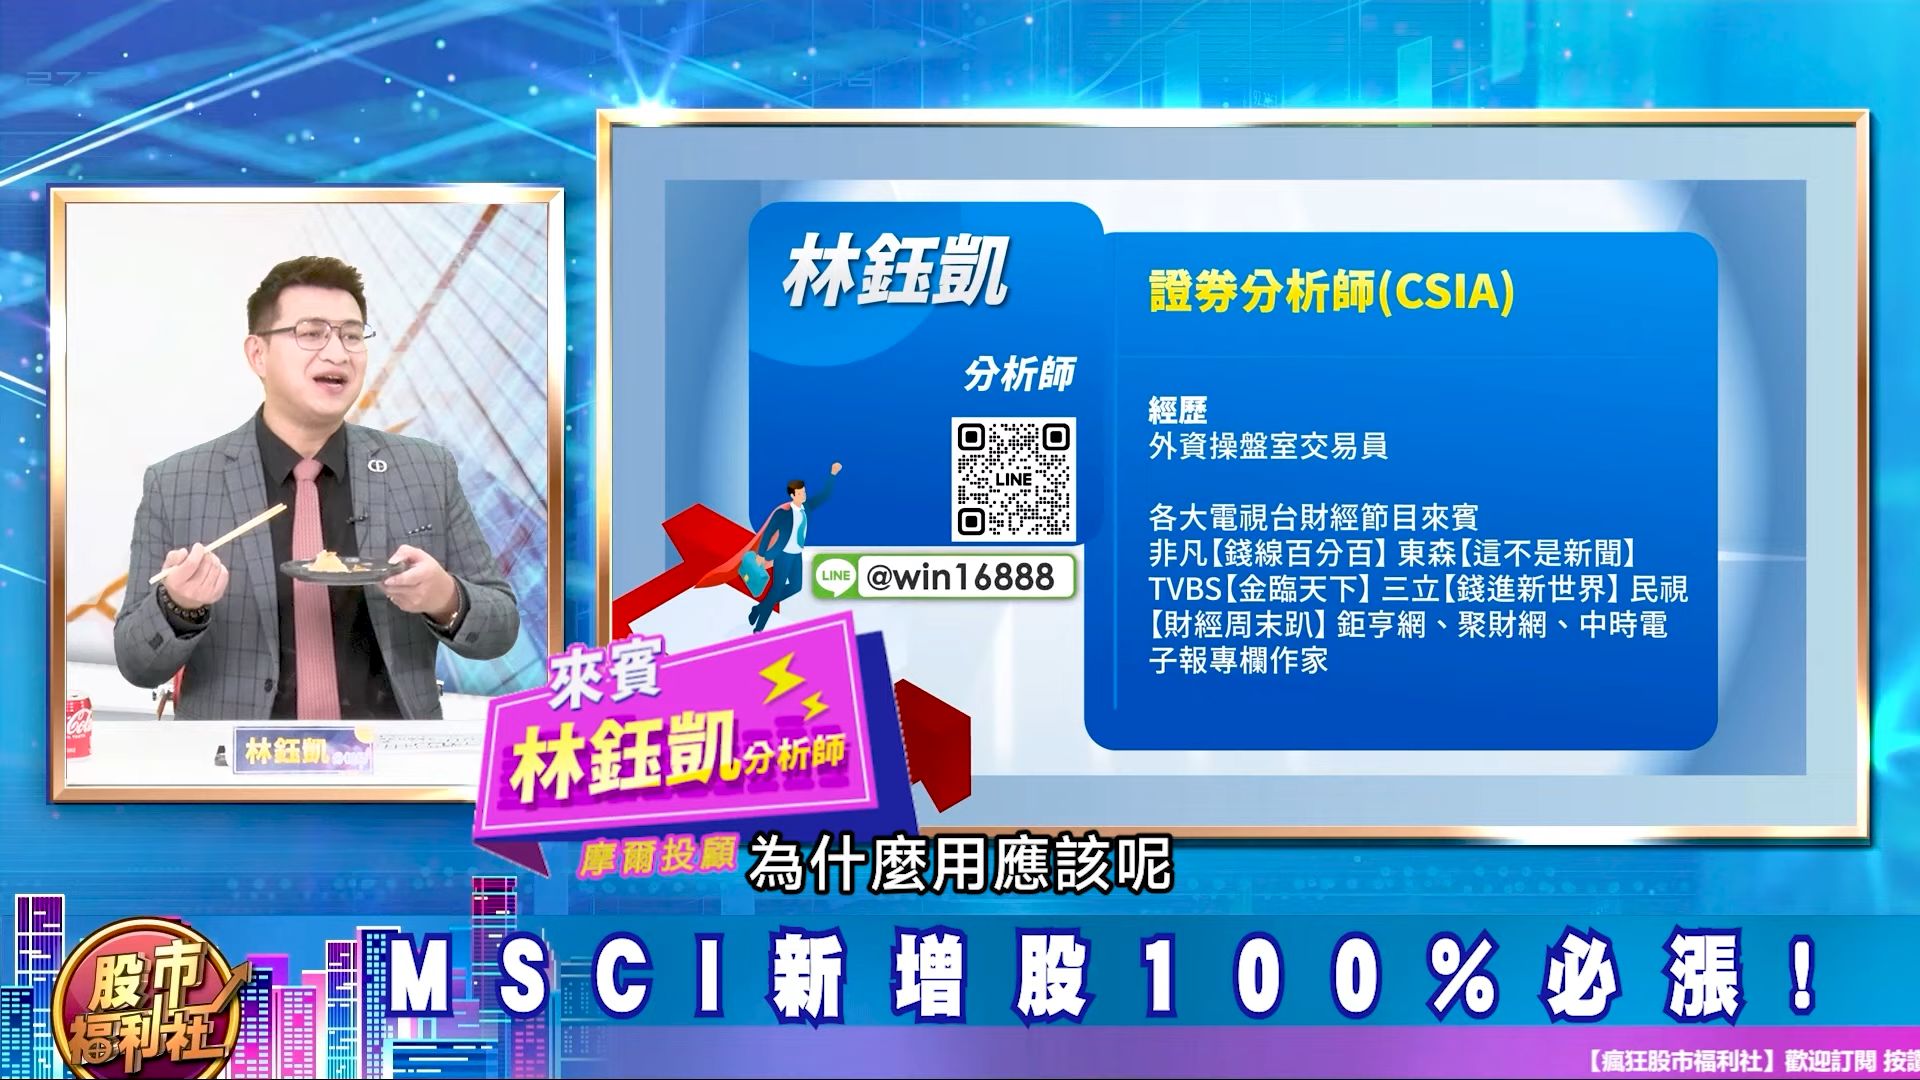 林鈺凱
分析師
LINE
LINE @win16888
證券分析師(CSIA)
經歷
外資操盤室交易員
各大電視台財經節目來賓
非凡【錢線百分百】 東森【這不是新聞】
TVBS【金臨天下】 三立【錢進新世界】 民視
【財經周末趴】 鉅亨網、聚財網、中時電
子報專欄作家
林鈺凱
來賓
林鈺凱分析師
摩爾投顧
為什麼用應該呢
股市
福利社
MSCI新增股100%必漲!
【瘋狂股市福利社】歡迎訂閱 按讚